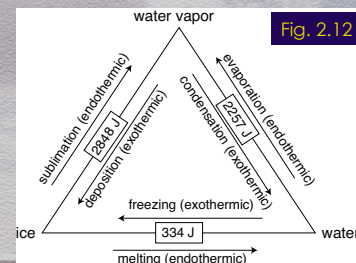 water vapor
Fig. 2.12
sublimation (endothermic)
2848 J
deposition (exothermic)
condensation (exothermic)
2257 J
evaporation (endothermic)
freezing (exothermic)
ice
334 J
water
melting (endothermic)